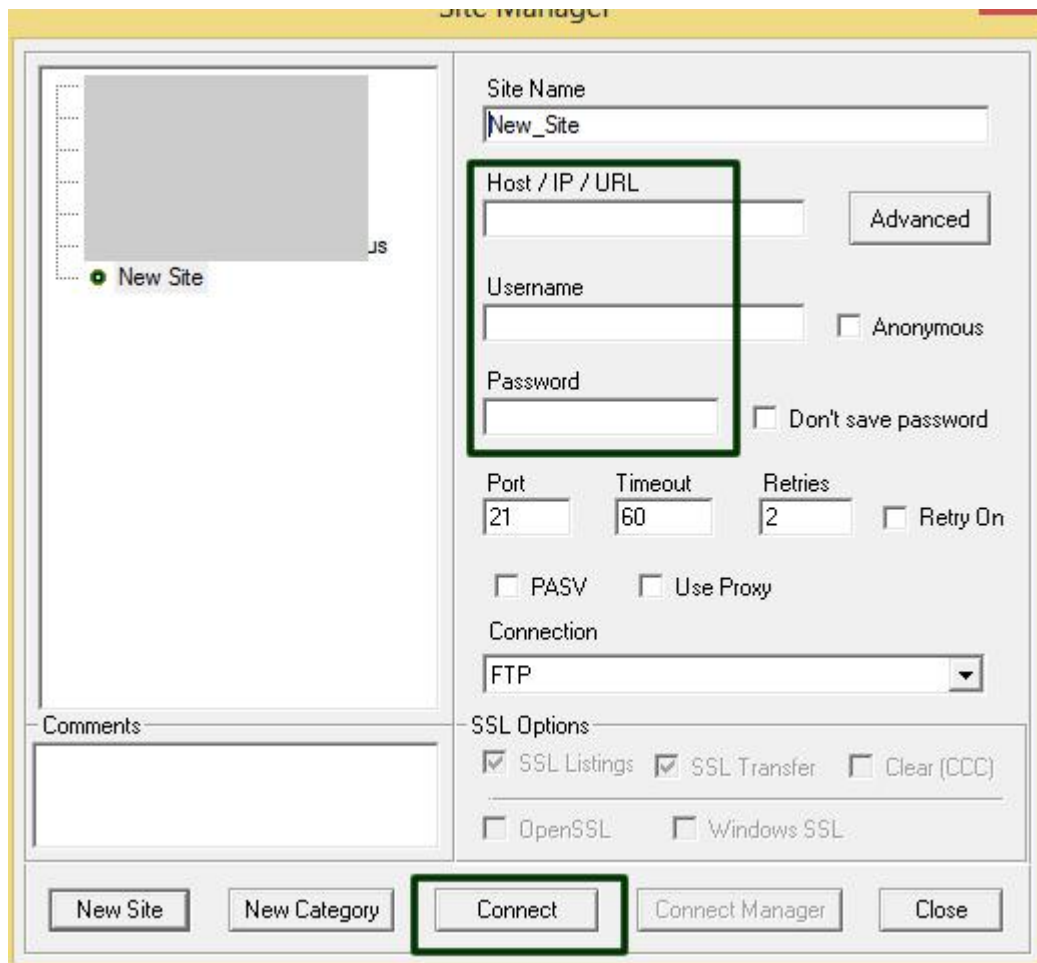 Site Manager
us
New Site
Site Name
New_Site
Host / IP / URL
Advanced
Username
Anonymous
Password
Don't save password
Port Timeout Retries
21 60 2 Retry On
PASV Use Proxy
Connection
FTP
Comments
SSL Options
SSL Listings SSL Transfer Clear (CCC)
OpenSSL Windows SSL
New Site New Category Connect Connect Manager Close